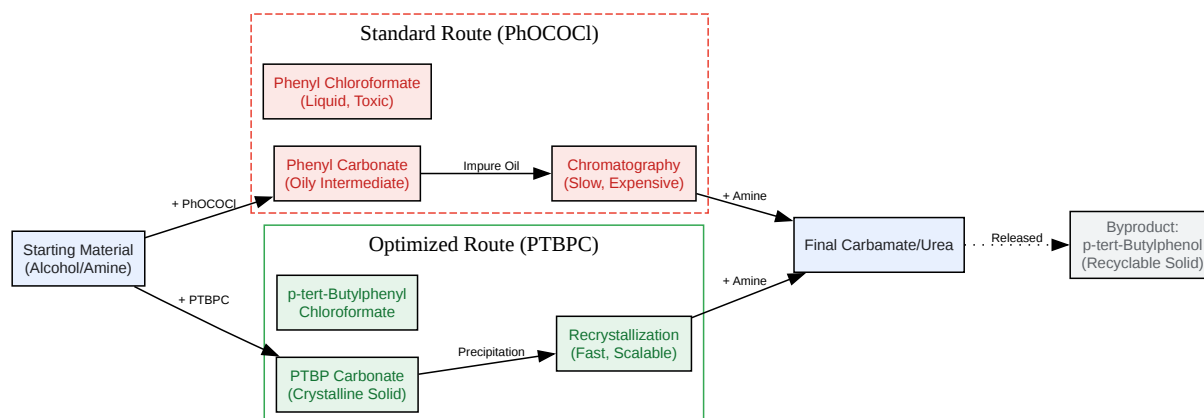 Standard Route (PhOCOCl)
Phenyl Chloroformate
(Liquid, Toxic)
Phenyl Carbonate
(Oily Intermediate)
Impure Oil
Chromatography
(Slow, Expensive)
+ PhOCOCl
+ Amine
Starting Material
(Alcohol/Amine)
Final Carbamate/Urea
Released
Byproduct:
p-tert-Butylphenol
(Recyclable Solid)
Optimized Route (PTBPC)
+ PTBPC
p-tert-Butylphenyl
Chloroformate
+ Amine
PTBP Carbonate
(Crystalline Solid)
Precipitation
Recrystallization
(Fast, Scalable)